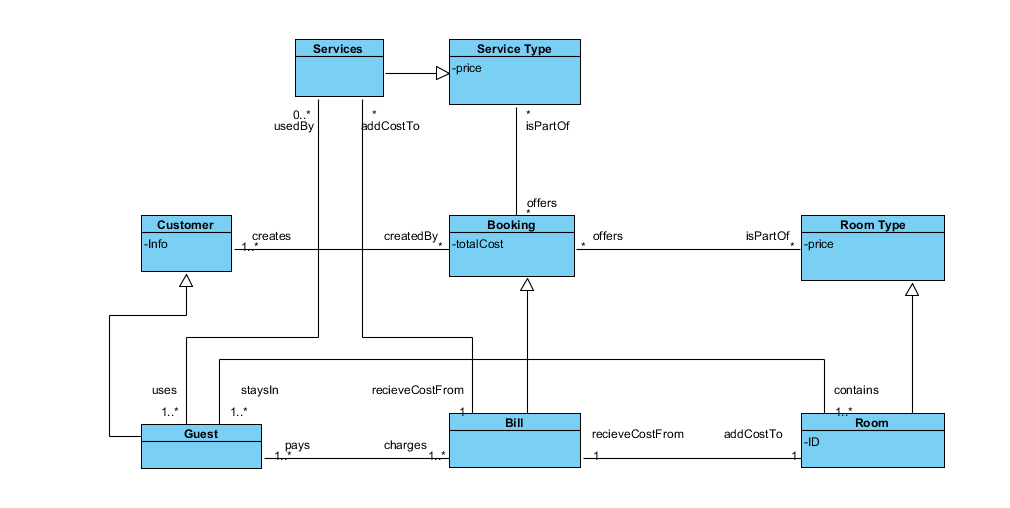 Services
Service Type
-price
0..*
*
*
usedBy
addCostTo
isPartOf
offers
*
Customer
Booking
Room Type
-Info
creates
createdBy
-totalCost
offers
isPartOf
-price
1..*
*
*
*
uses
staysIn
recieveCostFrom
contains
1..*
1..*
1
1..*
Guest
Bill
Room
pays
charges
recieveCostFrom
addCostTo
-ID
1..*
1..*
1
1